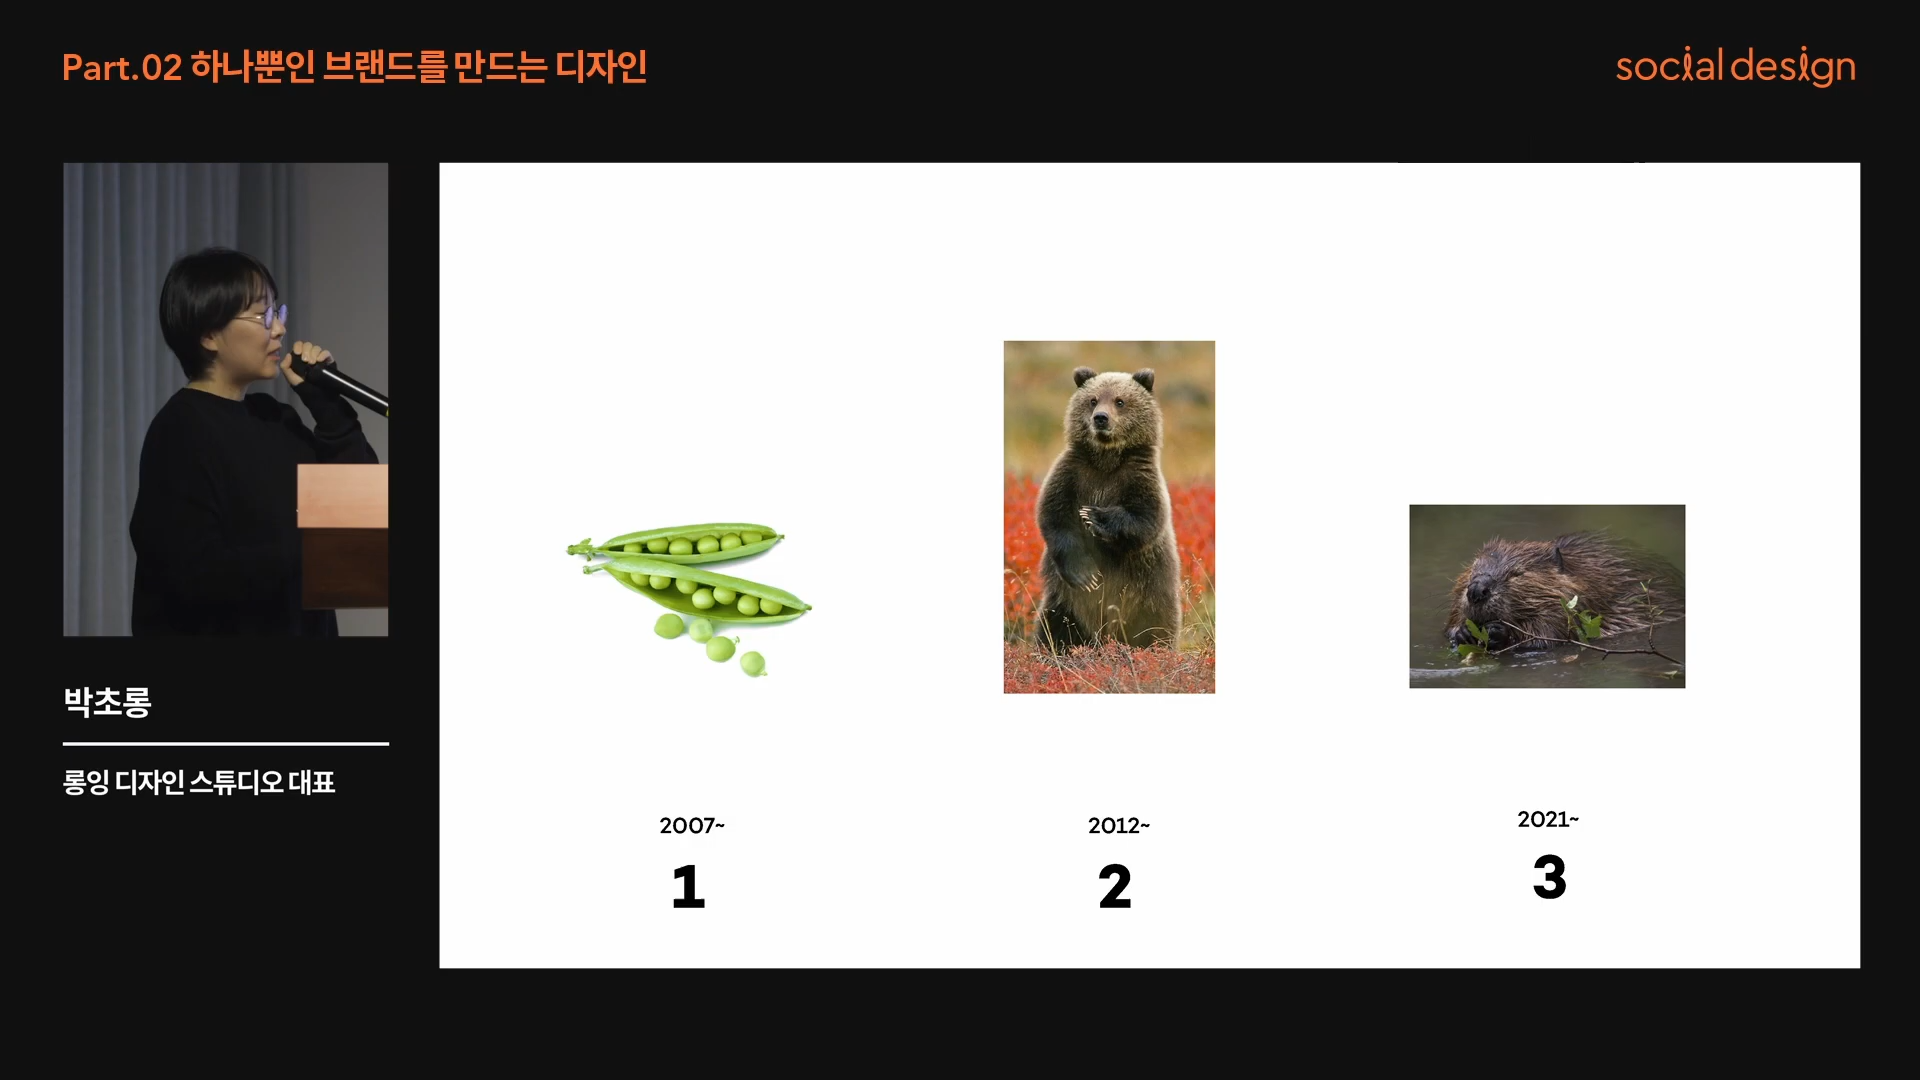 Part.02 하나뿐인 브랜드를 만드는 디자인
social design
박초롱
롱잉 디자인 스튜디오 대표
2007~
1
2012~
2
2021~
3